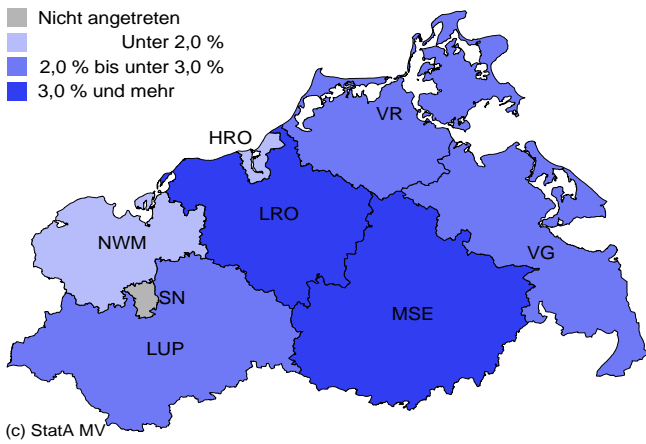 Nicht angetreten
Unter 2,0 %
2,0 % bis unter 3,0 %
3,0 % und mehr
VR
HRO
LRO
NWM
VG
SN
MSE
LUP
(c) StatA MV